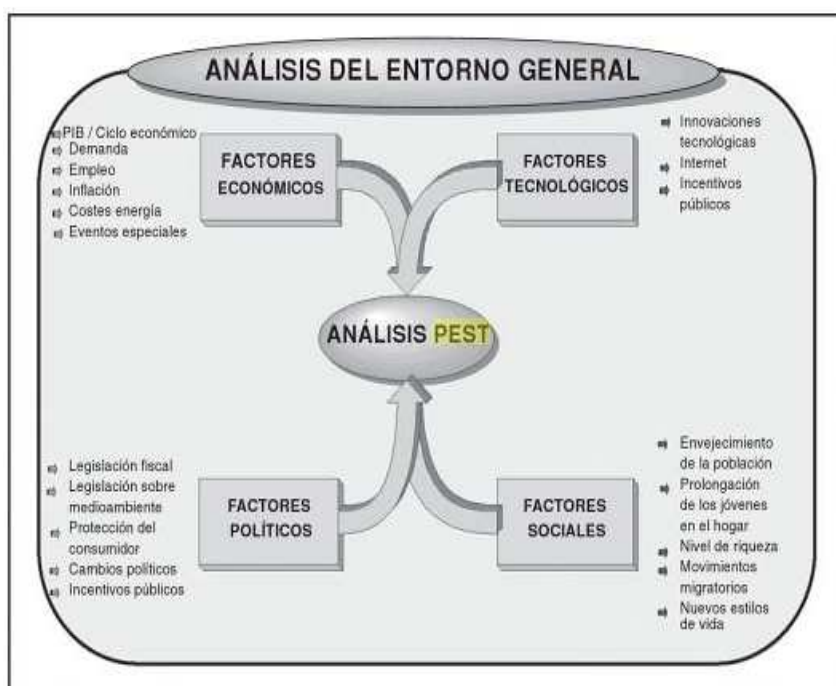 ANÁLISIS DEL ENTORNO GENERAL
PIB / Ciclo económico
Demanda
Empleo
Inflación
Costes energía
Eventos especiales
FACTORES
ECONÓMICOS
FACTORES
TECNOLÓGICOS
Innovaciones
tecnológicas
Internet
Incentivos
públicos
ANÁLISIS PEST
Legislación fiscal
Legislación sobre
medioambiente
Protección del
consumidor
Cambios políticos
Incentivos públicos
FACTORES
POLÍTICOS
FACTORES
SOCIALES
Envejecimiento
de la población
Prolongación
de los jóvenes
en el hogar
Nivel de riqueza
Movimientos
migratorios
Nuevos estilos
de vida